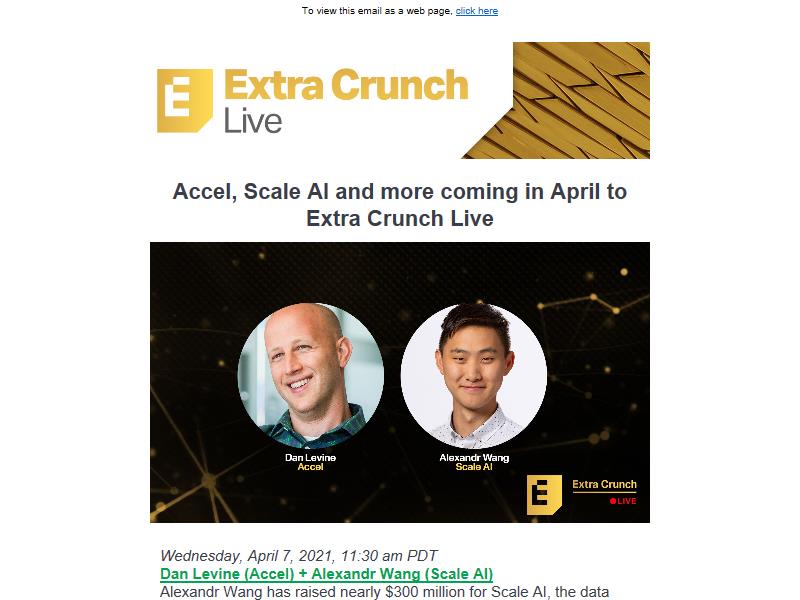 To view this email as a web page, click here
Extra Crunch
Live
Accel, Scale AI and more coming in April to
Extra Crunch Live
Dan Levine
Accel
Alexandr Wang
Scale AI
Extra Crunch
LIVE
Wednesday, April 7, 2021, 11:30 am PDT
Dan Levine (Accel) + Alexandr Wang (Scale AI)
Alexandr Wang has raised nearly $300 million for Scale AI, the data